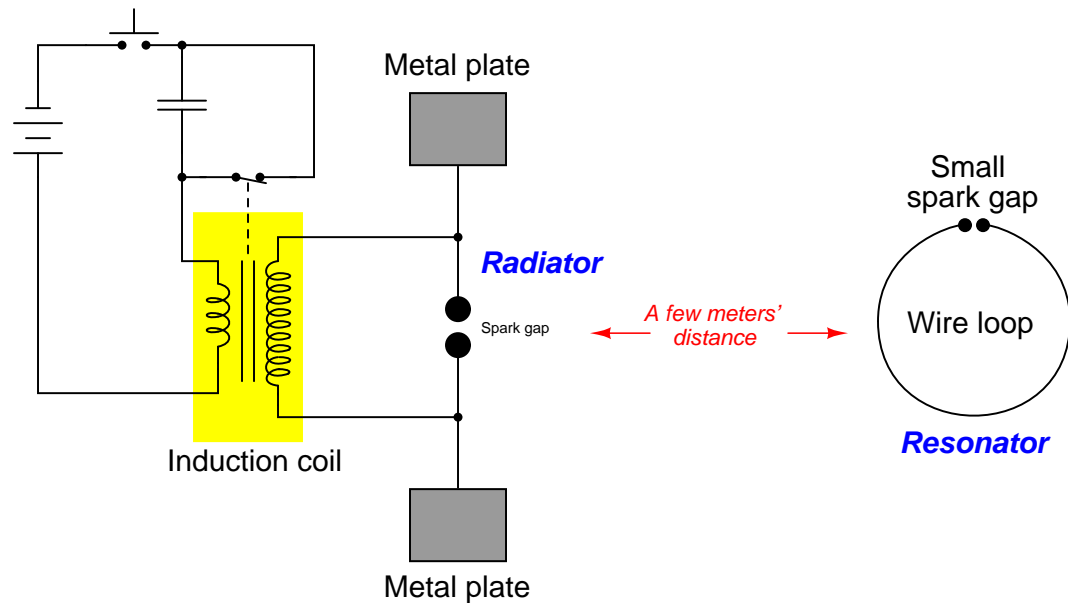 Metal plate
Small
spark gap
Radiator
A few meters’
distance
Spark gap
Wire loop
Induction coil
Resonator
Metal plate